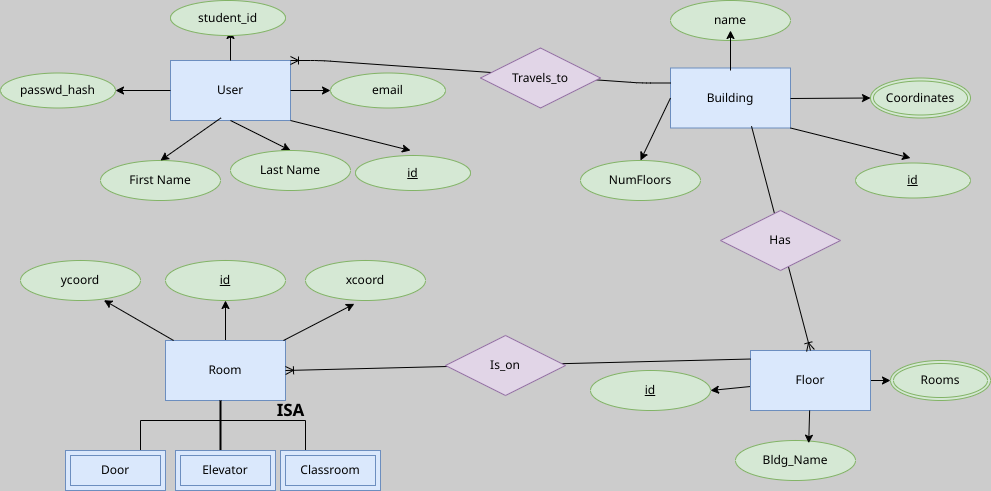 student_id
name
passwd_hash
User
email
Travels_to
Building
Coordinates
First Name
Last Name
id
NumFloors
id
Has
ycoord
id
xcoord
Room
Is_on
id
Floor
Rooms
ISA
Bldg_Name
Door
Elevator
Classroom